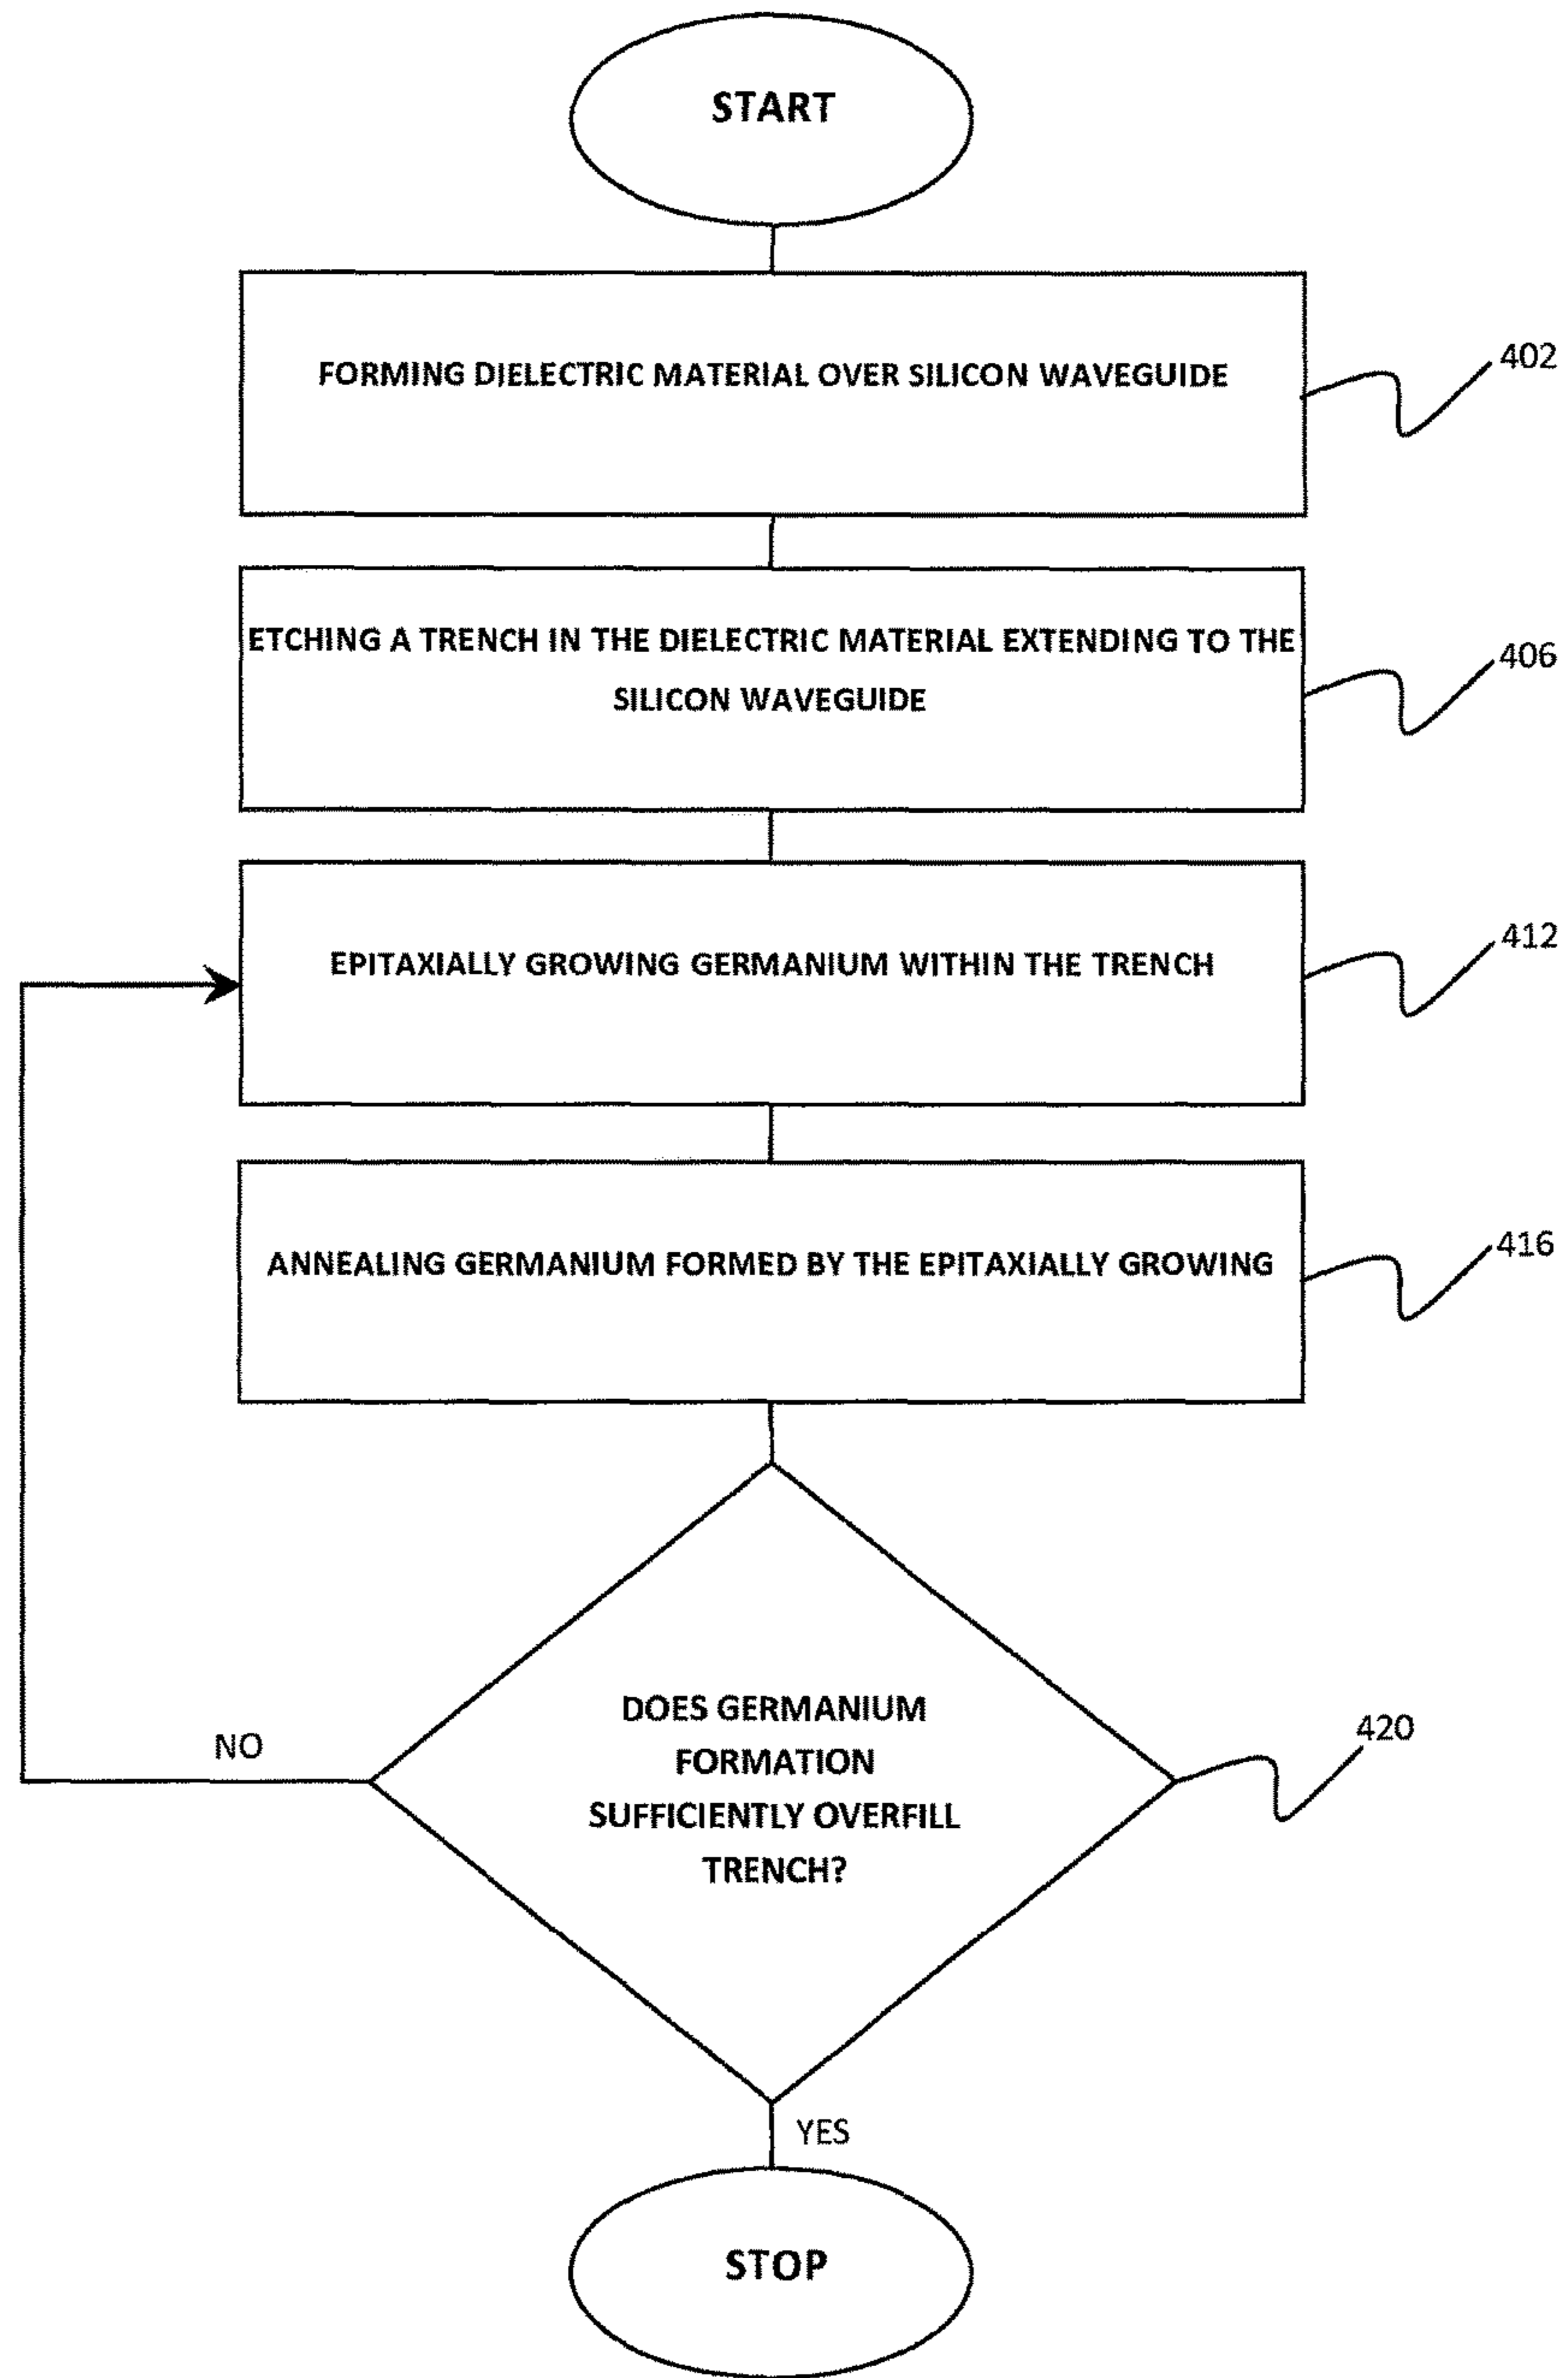 START
FORMING DIELECTRIC MATERIAL OVER SILICON WAVEGUIDE
402
ETCHING A TRENCH IN THE DIELECTRIC MATERIAL EXTENDING TO THE
SILICON WAVEGUIDE
406
EPITAXIALLY GROWING GERMANIUM WITHIN THE TRENCH
412
ANNEALING GERMANIUM FORMED BY THE EPITAXIALLY GROWING
416
DOES GERMANIUM
FORMATION
SUFFICIENTLY OVERFILL
TRENCH?
420
NO
YES
STOP